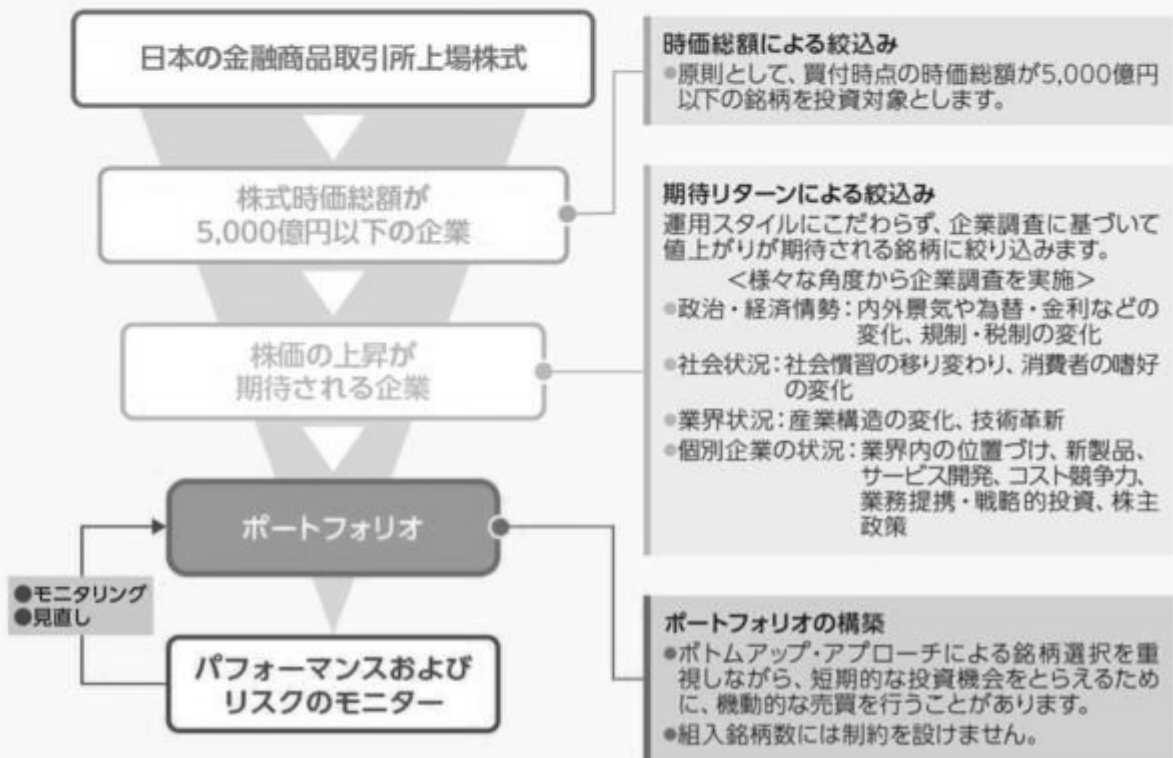 日本の金融商品取引所上場株式
株式時価総額が
5,000億円以下の企業
株価の上昇が
期待される企業
ポートフォリオ
●モニタリング
●見直し
パフォーマンスおよび
リスクのモニター
時価総額による絞込み
●原則として、買付時点の時価総額が5,000億円
以下の銘柄を投資対象とします。
期待リターンによる絞込み
運用スタイルにこだわらず、企業調査に基づいて
値上がりが期待される銘柄に絞り込みます。
＜様々な角度から企業調査を実施＞
●政治・経済情勢：内外景気や為替・金利などの
変化、規制・税制の変化
●社会状況：社会慣習の移り変わり、消費者の嗜好
の変化
●業界状況：産業構造の変化、技術革新
●個別企業の状況：業界内の位置づけ、新製品、
サービス開発、コスト競争力、
業務提携・戦略的投資、株主
政策
ポートフォリオの構築
●ボトムアップ・アプローチによる銘柄選択を重
視しながら、短期的な投資機会をとらえるため
に、機動的な売買を行うことがあります。
●組入銘柄数には制約を設けません。